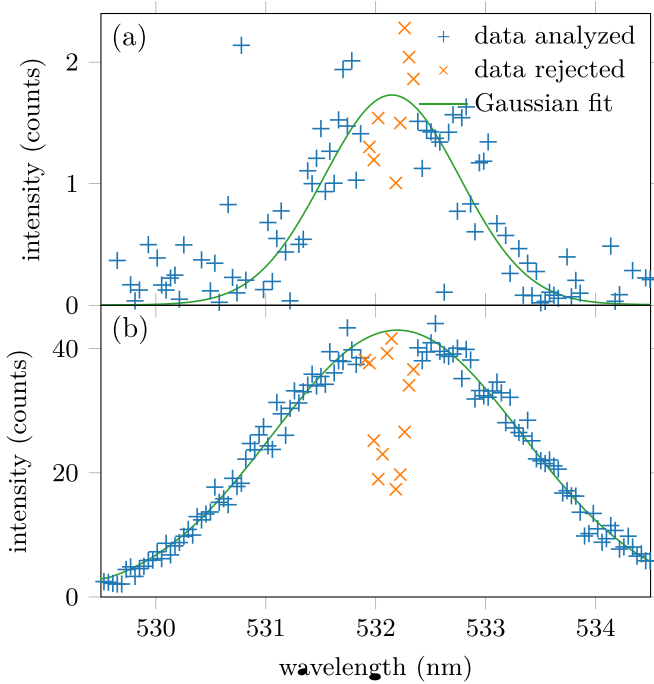 (a)
data analyzed
data rejected
Gaussian fit
intensity (counts)
2
1
0
(b)
intensity (counts)
40
20
0
530 531 532 533 534
wavelength (nm)